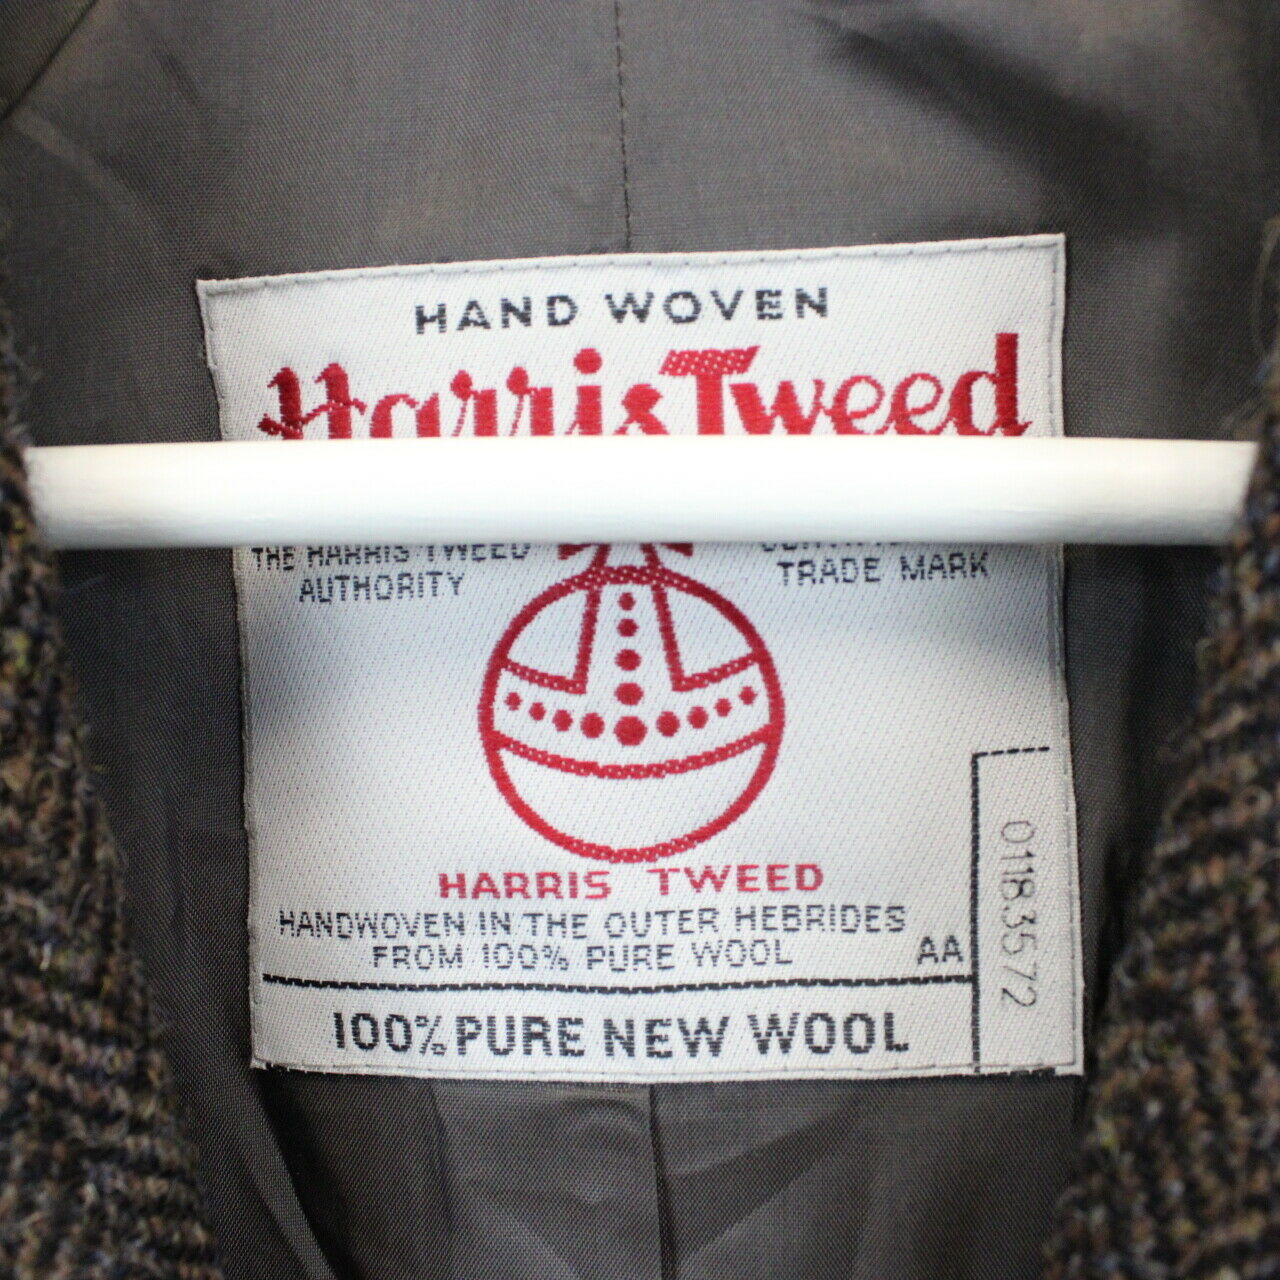 HAND WOVEN
Harris Tweed
THE HARRIS TWEED
AUTHORITY
TRADE MARK
HARRIS TWEED
HANDWOVEN IN THE OUTER HEBRIDES
FROM 100% PURE WOOL
AA
01183572
100% PURE NEW WOOL